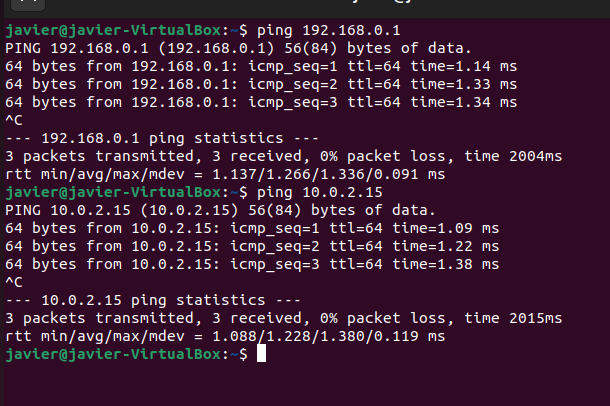 javier@javier-VirtualBox:~$ ping 192.168.0.1
PING 192.168.0.1 (192.168.0.1) 56(84) bytes of data.
64 bytes from 192.168.0.1: icmp_seq=1 ttl=64 time=1.14 ms
64 bytes from 192.168.0.1: icmp_seq=2 ttl=64 time=1.33 ms
64 bytes from 192.168.0.1: icmp_seq=3 ttl=64 time=1.34 ms
^C
--- 192.168.0.1 ping statistics ---
3 packets transmitted, 3 received, 0% packet loss, time 2004ms
rtt min/avg/max/mdev = 1.137/1.266/1.336/0.091 ms
javier@javier-VirtualBox:~$ ping 10.0.2.15
PING 10.0.2.15 (10.0.2.15) 56(84) bytes of data.
64 bytes from 10.0.2.15: icmp_seq=1 ttl=64 time=1.09 ms
64 bytes from 10.0.2.15: icmp_seq=2 ttl=64 time=1.22 ms
64 bytes from 10.0.2.15: icmp_seq=3 ttl=64 time=1.38 ms
^C
--- 10.0.2.15 ping statistics ---
3 packets transmitted, 3 received, 0% packet loss, time 2015ms
rtt min/avg/max/mdev = 1.088/1.228/1.380/0.119 ms
javier@javier-VirtualBox:~$